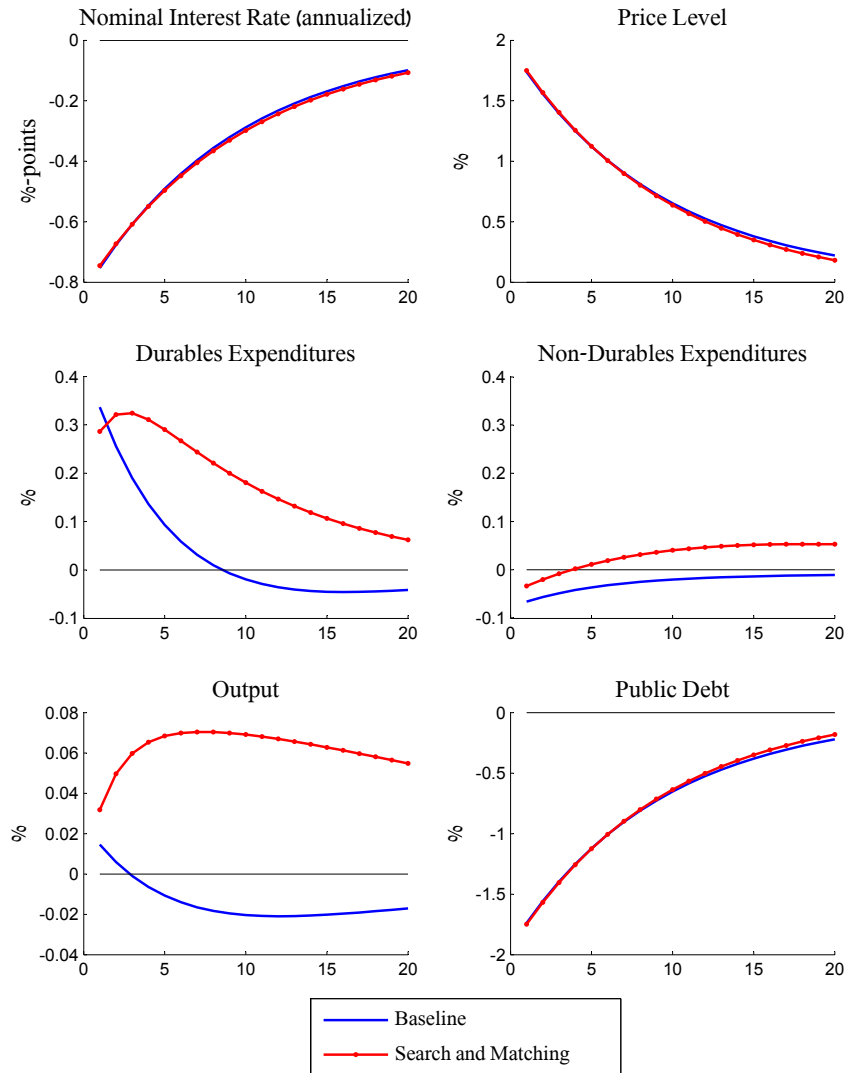 Nominal Interest Rate (annualized)
Price Level
%-points
0
-0.2
-0.4
-0.6
-0.8
0 5 10 15 20
%
2
1.5
1
0.5
0
0 5 10 15 20
Durables Expenditures
Non-Durables Expenditures
%
0.4
0.3
0.2
0.1
0
-0.1
0 5 10 15 20
%
0.4
0.3
0.2
0.1
0
-0.1
0 5 10 15 20
Output
Public Debt
%
0.08
0.06
0.04
0.02
0
-0.02
-0.04
0 5 10 15 20
%
0
-0.5
-1
-1.5
-2
0 5 10 15 20
Baseline
Search and Matching